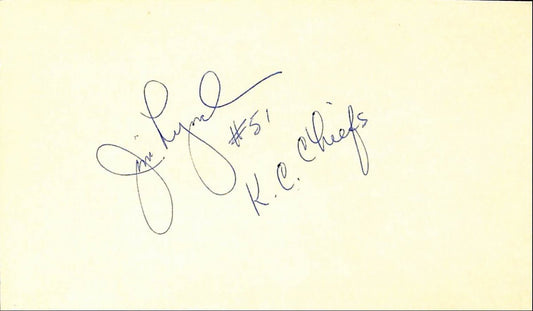 Jim Lynch
#51
K.C. Chiefs